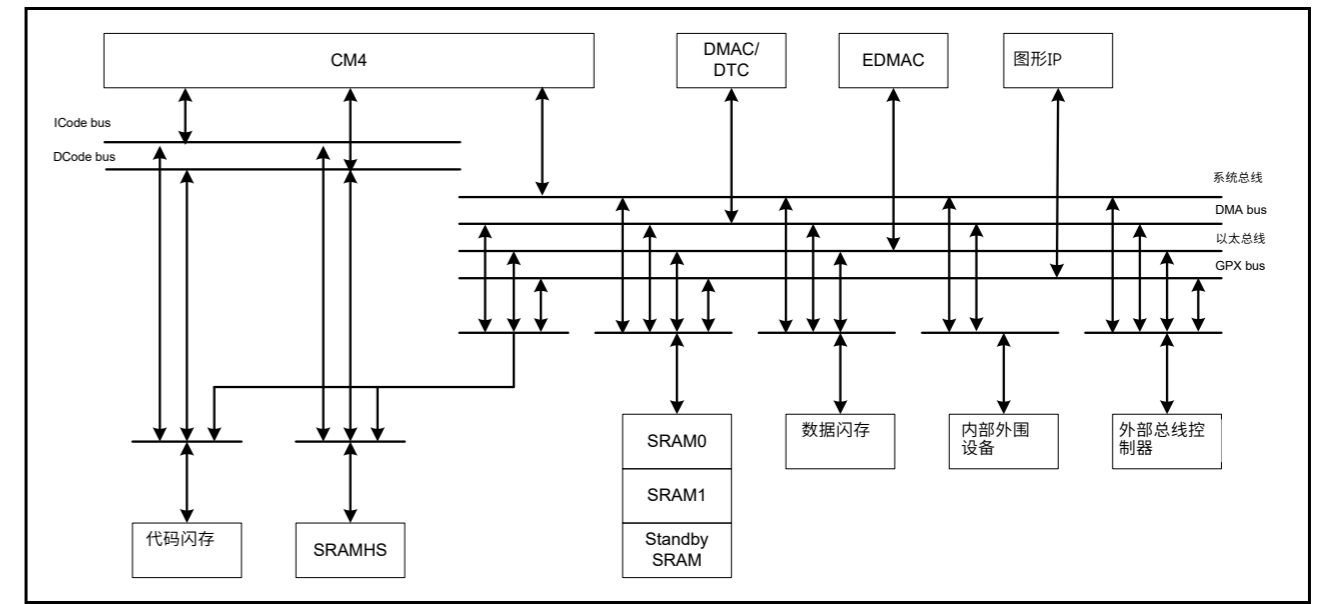 CM4
DMAC/
DTC
EDMAC
图形IP
ICode bus
DCode bus
系统总线
DMA bus
以太总线
GPX bus
SRAM0
数据闪存
内部外围
设备
外部总线控
制器
SRAM1
代码闪存
SRAMHS
Standby
SRAM